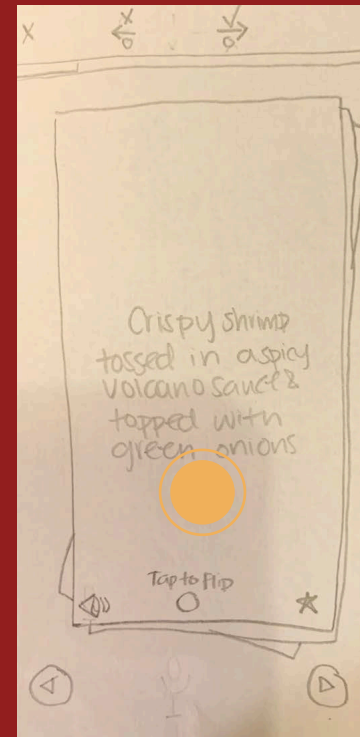 X
X
O
✓
O
Crispy shrimp
tossed in a spicy
volcano sauce &
topped with
green onions
Tap to Flip